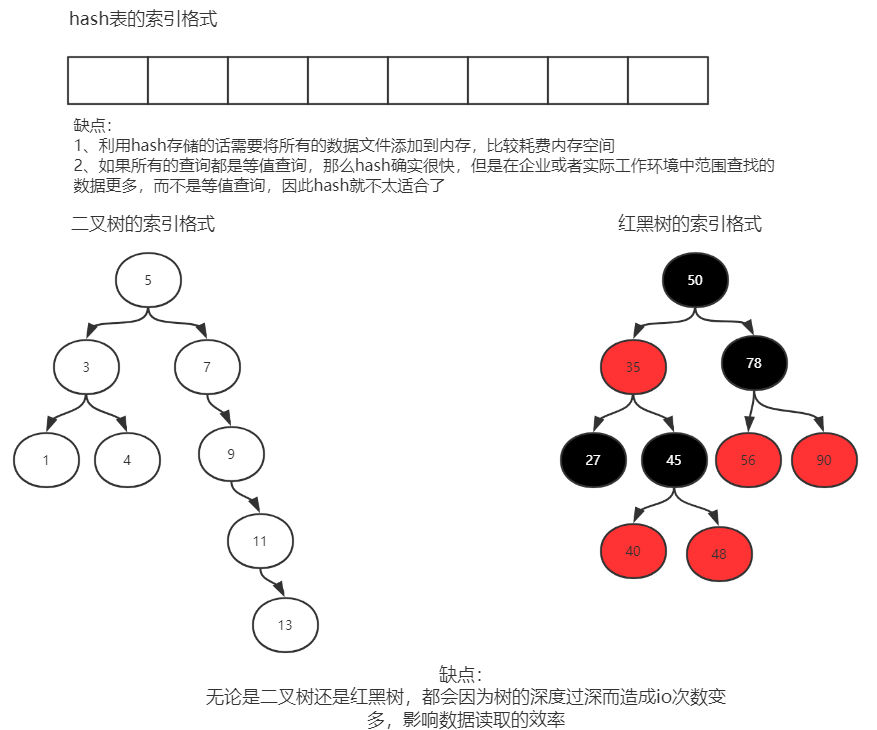 hash表的索引格式
缺点：
1、利用hash存储的话需要将所有的数据文件添加到内存，比较耗费内存空间
2、如果所有的查询都是等值查询，那么hash确实很快，但是在企业或者实际工作环境中范围查找的
数据更多，而不是等值查询，因此hash就不太适合了
二叉树的索引格式
红黑树的索引格式
5
50
3
7
35
78
1
4
9
27
45
56
90
11
40
48
13
缺点：
无论是二叉树还是红黑树，都会因为树的深度过深而造成io次数变
多，影响数据读取的效率